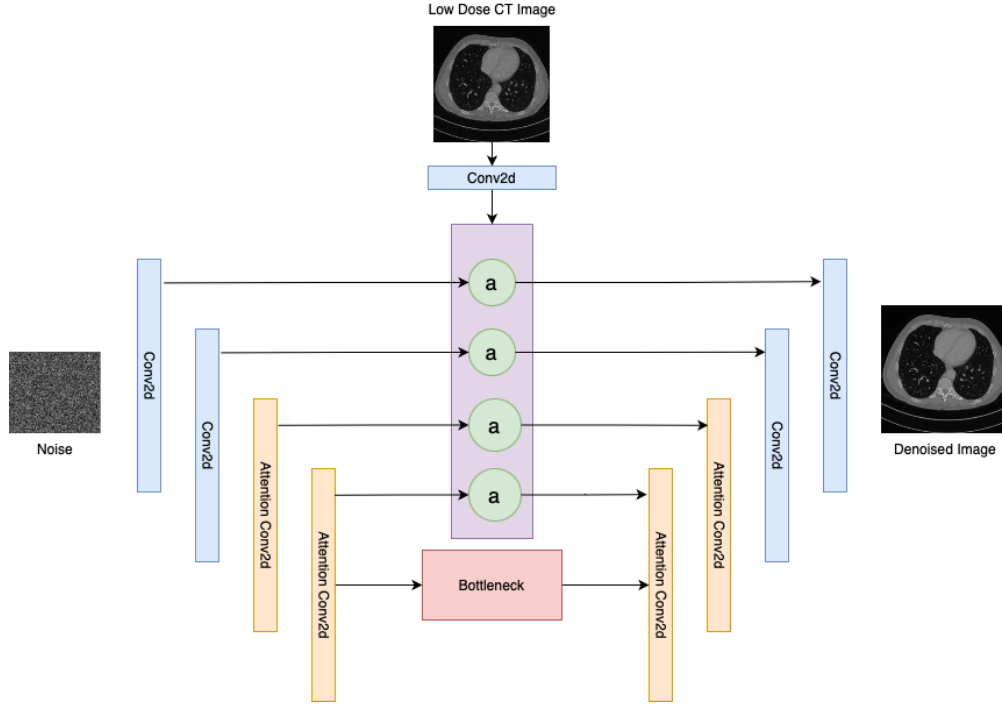 Low Dose CT Image
Conv2d
a
a
a
a
Bottleneck
Noise
Conv2d
Conv2d
Attention Conv2d
Attention Conv2d
Attention Conv2d
Attention Conv2d
Conv2d
Conv2d
Denoised Image